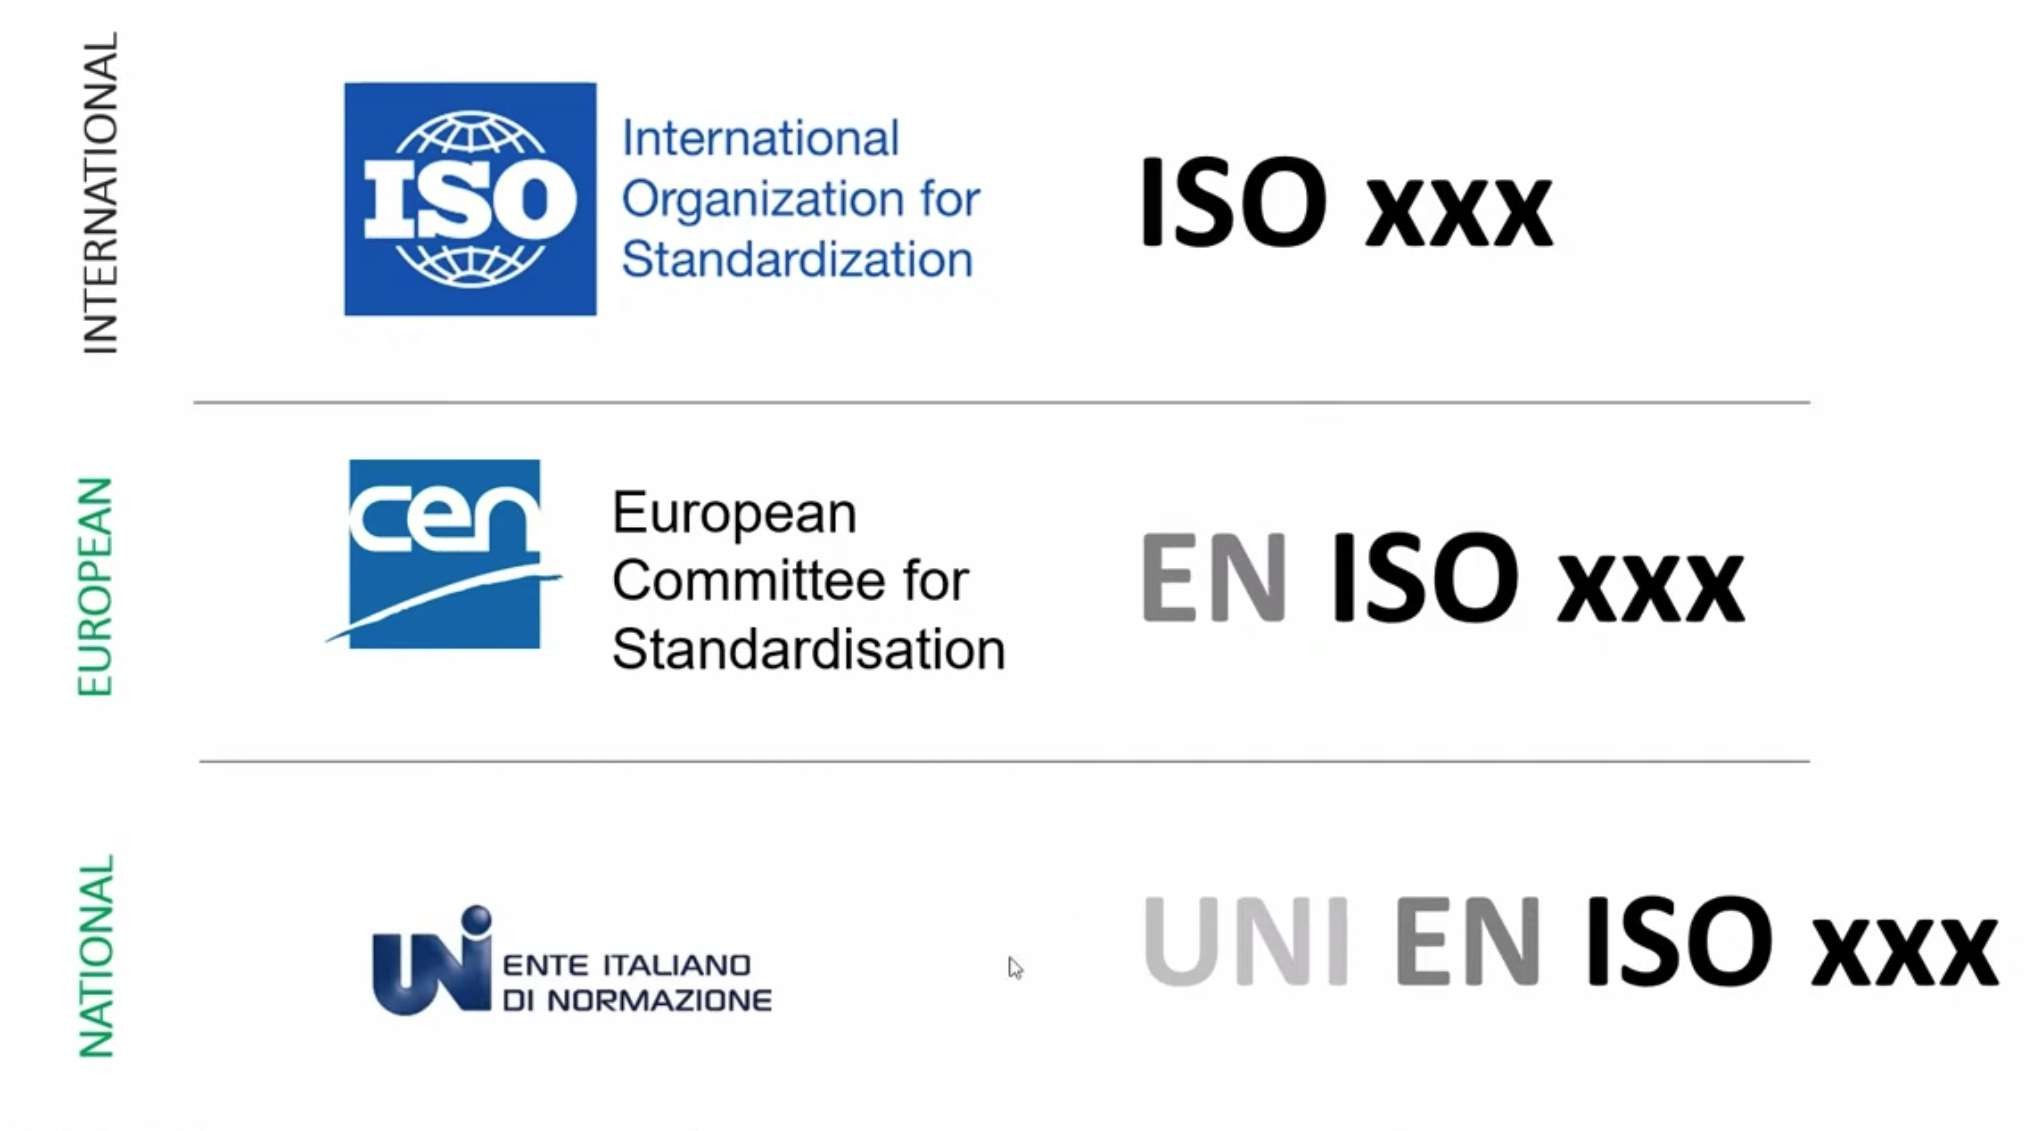 INTERNATIONAL
ISO
International
Organization for
Standardization
ISO xxx
EUROPEAN
cen
European
Committee for
Standardisation
EN ISO xxx
NATIONAL
UNI
ENTE ITALIANO
DI NORMAZIONE
UNI EN ISO xxx